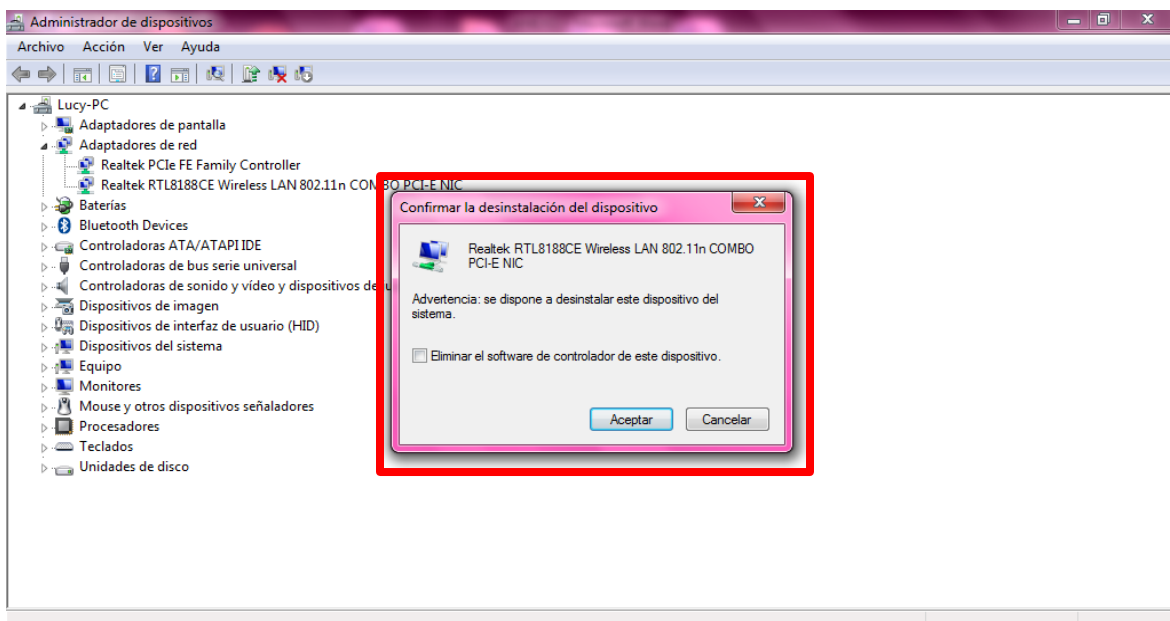 Administrador de dispositivos
Archivo Acción Ver Ayuda
Lucy-PC
Adaptadores de pantalla
Adaptadores de red
Realtek PCIe FE Family Controller
Realtek RTL8188CE Wireless LAN 802.11n COMBO PCI-E NIC
Baterías
Bluetooth Devices
Controladoras ATA/ATAPI IDE
Controladoras de bus serie universal
Controladoras de sonido y vídeo y dispositivos de
Dispositivos de imagen
Dispositivos de interfaz de usuario (HID)
Dispositivos del sistema
Equipo
Monitores
Mouse y otros dispositivos señaladores
Procesadores
Teclados
Unidades de disco
Confirmar la desinstalación del dispositivo
Realtek RTL8188CE Wireless LAN 802.11n COMBO
PCI-E NIC
Advertencia: se dispone a desinstalar este dispositivo del
sistema.
Eliminar el software de controlador de este dispositivo.
Aceptar Cancelar